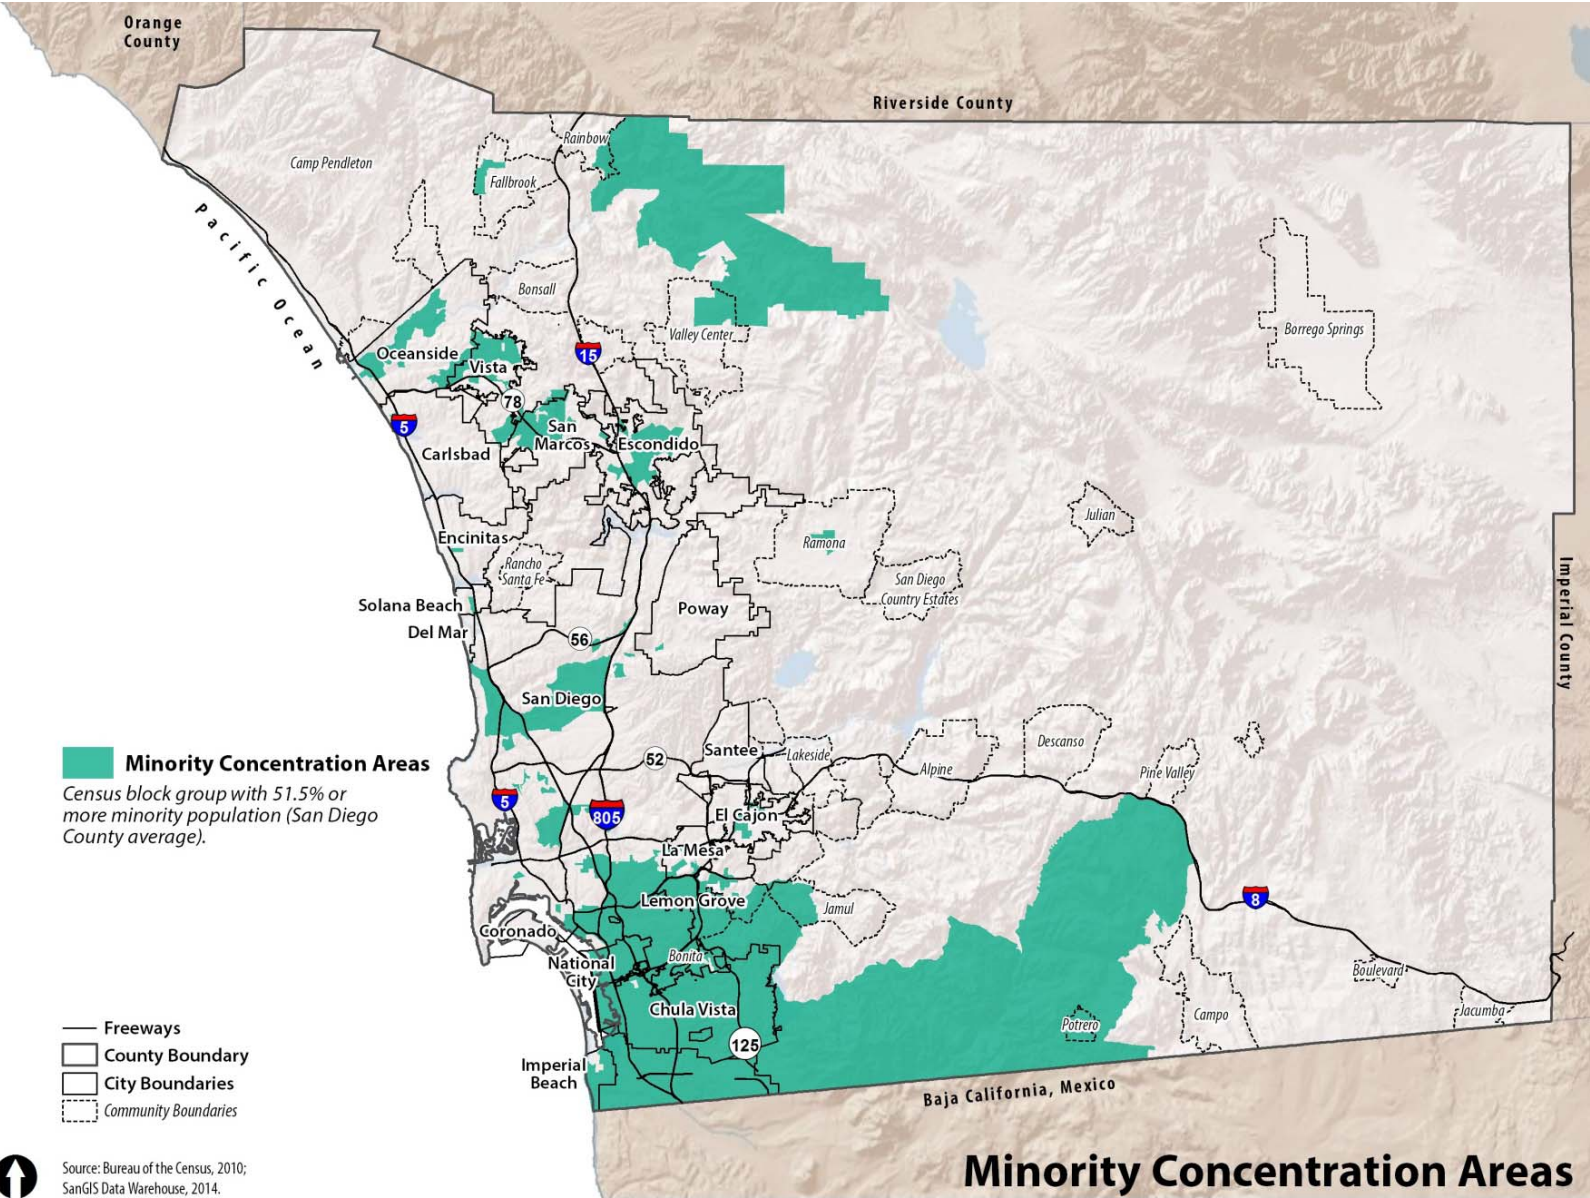 Orange
County
Riverside County
Rainbow
Camp Pendleton
Fallbrook
Pacific Ocean
Bonsall
Valley Center
Borrego Springs
Oceanside
Vista
15
78
5
San
Marcos
Escondido
Carlsbad
Julian
Encinitas
Ramona
Rancho
Santa Fe
San Diego
Country Estates
Imperial County
Solana Beach
Poway
Del Mar
56
San Diego
Santee
Lakeside
Descanso
52
Alpine
Pine Valley
Minority Concentration Areas
Census block group with 51.5% or
more minority population (San Diego
County average).
5
805
El Cajon
La Mesa
8
Lemon Grove
Jamul
Coronado
National
City
Bonita
Boulevard
Chula Vista
Campo
Jacumba
Potrero
125
Imperial
Beach
Baja California, Mexico
Freeways
County Boundary
City Boundaries
Community Boundaries
Source: Bureau of the Census, 2010;
SanGIS Data Warehouse, 2014.
Minority Concentration Areas